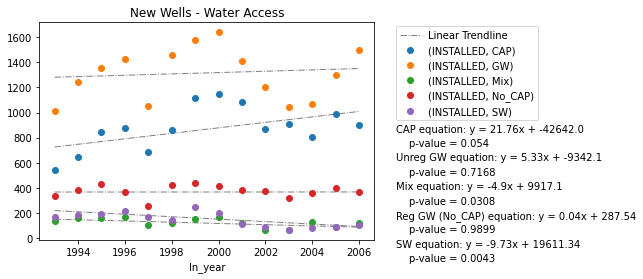 New Wells - Water Access
1600
1400
1200
1000
800
600
400
200
0
1994
1996
1998
2000
2002
2004
2006
In_year
Linear Trendline
(INSTALLED, CAP)
(INSTALLED, GW)
(INSTALLED, Mix)
(INSTALLED, No_CAP)
(INSTALLED, SW)
CAP equation: y = 21.76x + -42642.0
p-value = 0.054
Unreg GW equation: y = 5.33x + -9342.1
p-value = 0.7168
Mix equation: y = -4.9x + 9917.1
p-value = 0.0308
Reg GW (No_CAP) equation: y = 0.04x + 287.54
p-value = 0.9899
SW equation: y = -9.73x + 19611.34
p-value = 0.0043